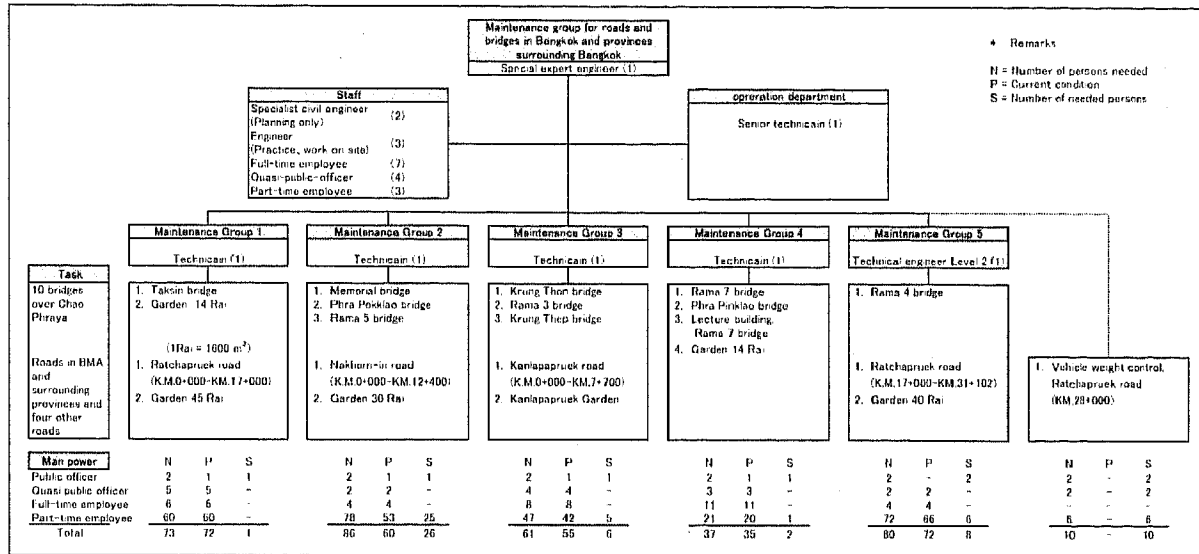 Maintenance group for roads and
bridges in Bangkok and provinces
surrounding Bangkok
Special expert engineer (1)
* Remarks
N = Number of persons needed
P = Current condition
S = Number of needed persons
Staff
Specialist civil engineer (2)
(Planning only)
Engineer (3)
(Practice, work on site)
Full-time employee (7)
Quasi-public-officer (4)
Part-time employee (3)
opreration department
Senior technicain (1)
Maintenance Group 1
Technicain (1)
Maintenance Group 2
Technicain (1)
Maintenance Group 3
Technicain (1)
Maintenance Group 4
Technicain (1)
Maintenance Group 5
Technical engineer Level 2 (1)
Task
10 bridges
over Chao
Phraya
Roads in BMA
and
surrounding
provinces and
four other
roads
1. Taksin bridge
2. Garden 14 Rai
(1Rai = 1600 m²)
1. Ratchapruek road
(K.M.0+000~KM.17+000)
2. Garden 45 Rai
1. Memorial bridge
2. Phra Pokklao bridge
3. Rama 5 bridge
1. Nakhorn-in road
(K.M.0+000~KM.12+400)
2. Garden 30 Rai
1. Krung Thon bridge
2. Rama 3 bridge
3. Krung Thep bridge
1. Kanlapapruek road
(K.M.0+000~KM.7+700)
2. Kanlapapruek Garden
1. Rama 7 bridge
2. Phra Pinklao bridge
3. Lecture building,
Rama 7 bridge
4. Garden 14 Rai
1. Rama 4 bridge
1. Ratchapruek road
(K.M.17+000~KM.31+102)
2. Garden 40 Rai
1. Vehicle weight control,
Ratchapruek road
(KM.28+000)
Man power N P S N P S N P S N P S N P S N P S
Public officer 2 1 1 2 1 1 2 1 1 2 1 1 2 - 2 2 - 2
Quasi public officer 5 5 - 2 2 - 4 4 - 3 3 - 2 2 - 2 - 2
Full-time employee 6 6 - 4 4 - 8 8 - 11 11 - 4 4 - - - -
Part-time employee 60 60 - 78 53 25 47 42 5 21 20 1 72 66 6 6 - 6
Total 73 72 1 86 60 26 61 55 6 37 35 2 80 72 8 10 - 10